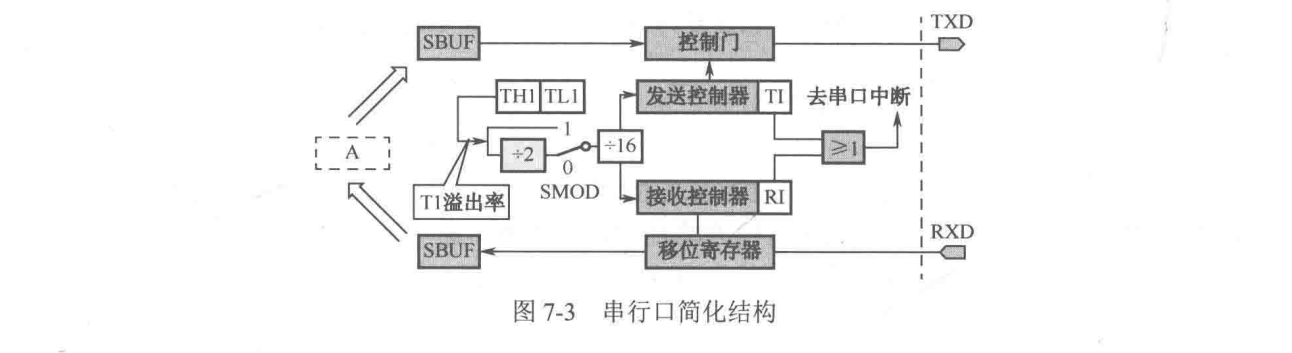 TXD
SBUF 控制门
TH1 TL1 发送控制器 TI 去串口中断
1
A ÷2 ÷16 ≥1
0
T1溢出率 SMOD 接收控制器 RI
RXD
SBUF 移位寄存器
图 7-3 串行口简化结构